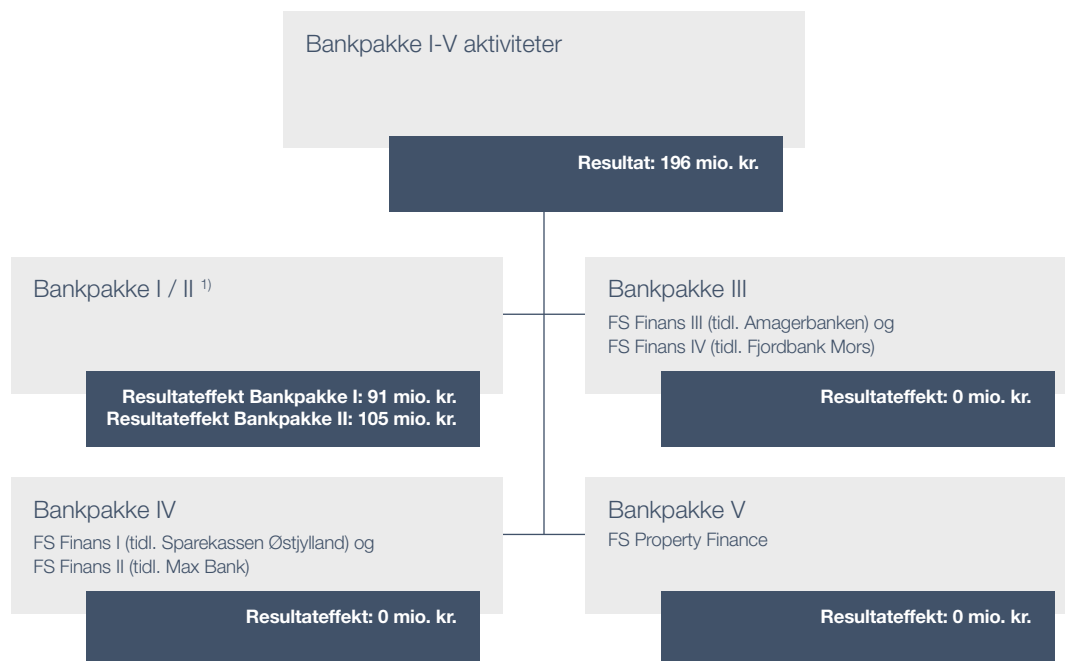 Bankpakke I-V aktiviteter
Resultat: 196 mio. kr.
Bankpakke I / II 1)
Resultateffekt Bankpakke I: 91 mio. kr.
Resultateffekt Bankpakke II: 105 mio. kr.
Bankpakke III
FS Finans III (tidl. Amagerbanken) og
FS Finans IV (tidl. Fjordbank Mors)
Resultateffekt: 0 mio. kr.
Bankpakke IV
FS Finans I (tidl. Sparekassen Østjylland) og
FS Finans II (tidl. Max Bank)
Resultateffekt: 0 mio. kr.
Bankpakke V
FS Property Finance
Resultateffekt: 0 mio. kr.